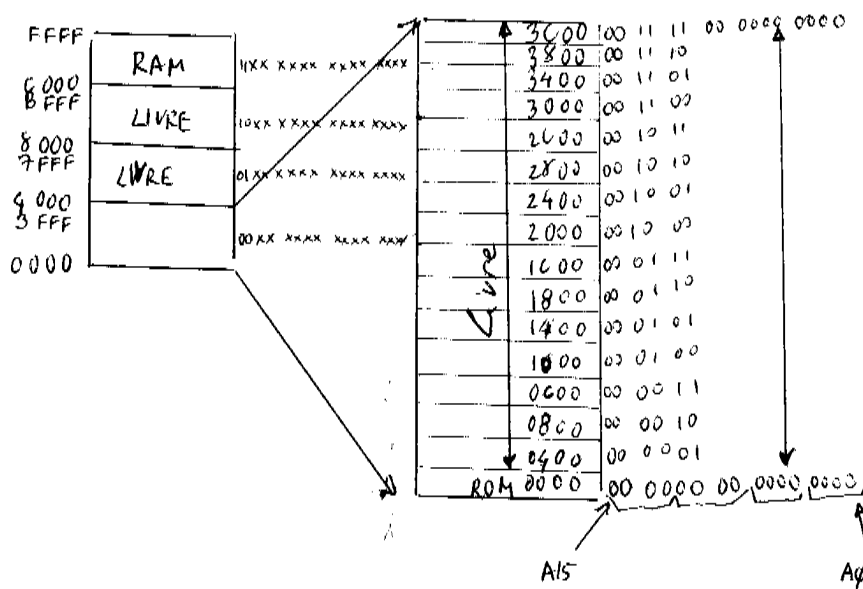 FFFF
RAM
11xx xxxx xxxx xxxx
C000
BFFF
LIVRE
10xx xxxx xxxx xxxx
8000
7FFF
LIVRE
01xx xxxx xxxx xxxx
4000
3FFF
00xx xxxx xxxx xxxx
0000
Livre
3C00 00 11 11 00 0000 0000
3800 00 11 10
3400 00 11 01
3000 00 11 00
2C00 00 10 11
2800 00 10 10
2400 00 10 01
2000 00 10 00
1C00 00 01 11
1800 00 01 10
1400 00 01 01
1000 00 01 00
0C00 00 00 11
0800 00 00 10
0400 00 00 01
ROM 0000 00 0000 00 0000 0000
A15
Aφ